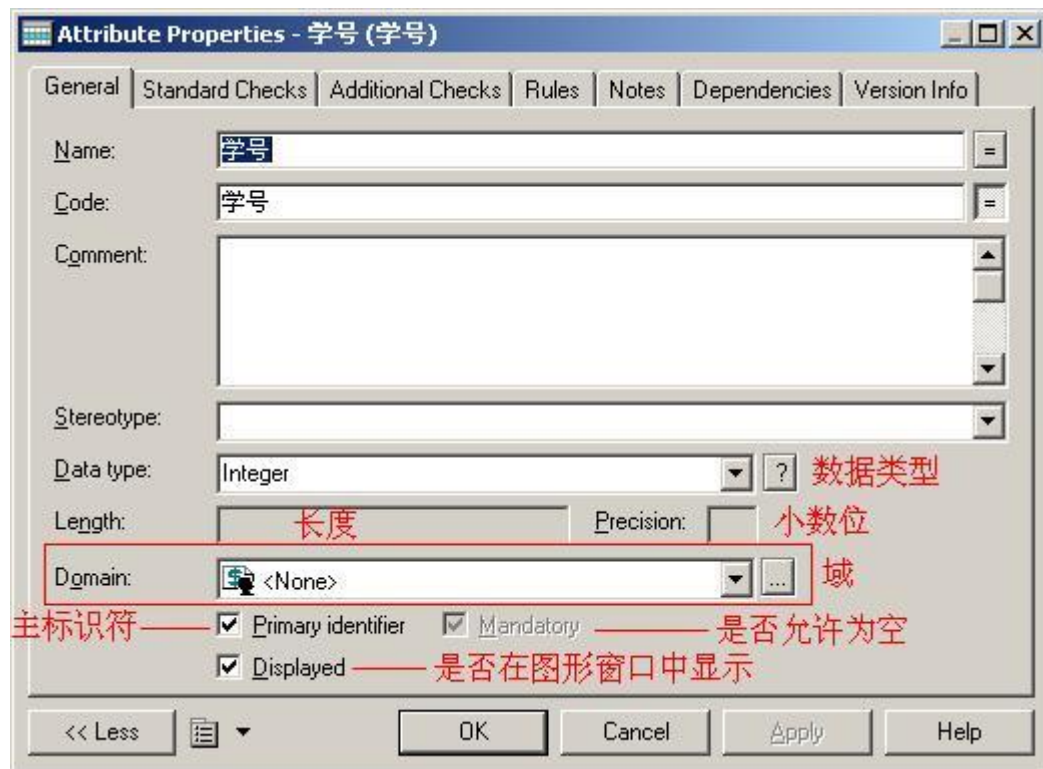 Attribute Properties - 学号 (学号)
General Standard Checks Additional Checks Rules Notes Dependencies Version Info
Name: 学号 =
Code: 学号 =
Comment:
Stereotype:
Data type: Integer ? 数据类型
Length: 长度 Precision: 小数位
Domain: <None> ... 域
主标识符 Primary identifier Mandatory 是否允许为空
Displayed 是否在图形窗口中显示
<< Less OK Cancel Apply Help